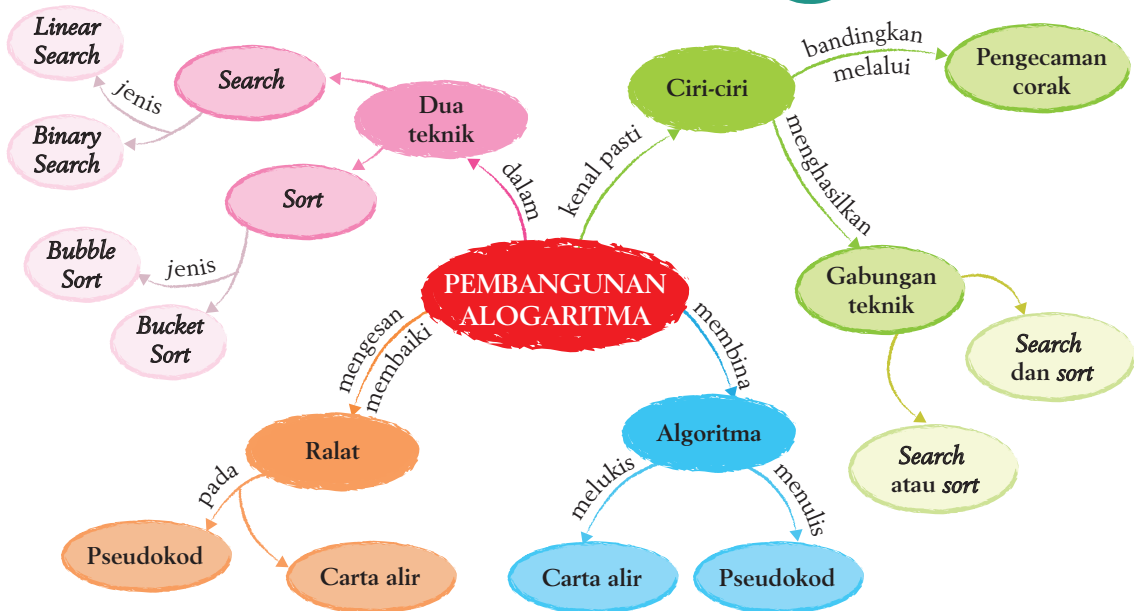 PEMBANGUNAN
ALOGARITMA
dalam
Dua
teknik
Search
jenis
Linear
Search
Binary
Search
Sort
jenis
Bubble
Sort
Bucket
Sort
kenal pasti
Ciri-ciri
bandingkan
melalui
Pengecaman
corak
menghasilkan
Gabungan
teknik
Search
dan sort
Search
atau sort
mengesan
membaiki
Ralat
pada
Pseudokod
Carta alir
membina
Algoritma
melukis
Carta alir
menulis
Pseudokod